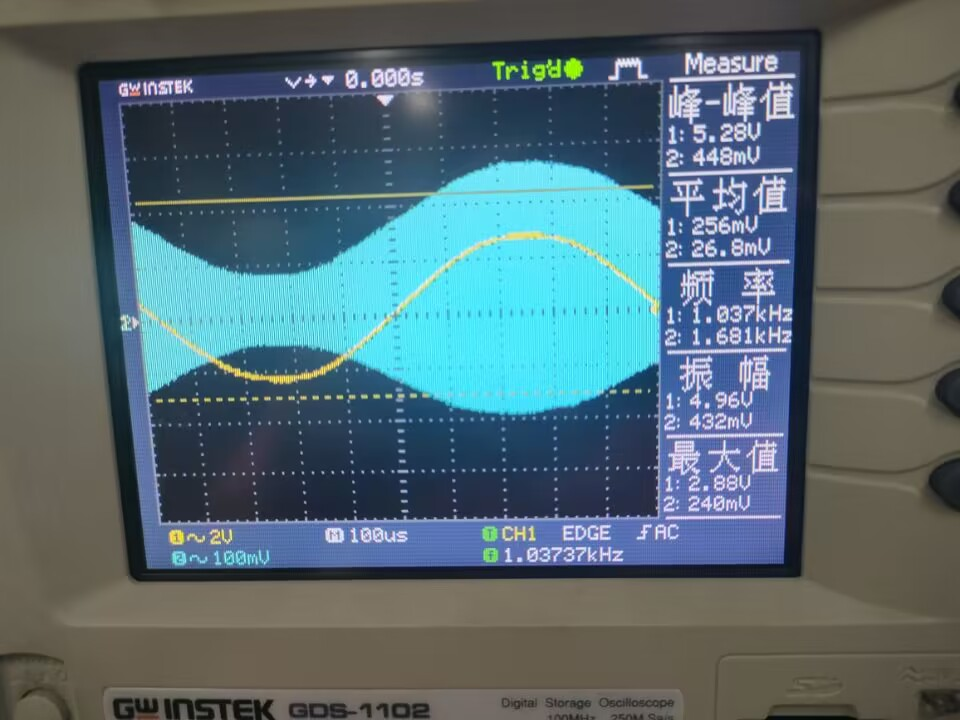 GW INSTEK
0.000s
Trig'd
Measure
峰-峰值
1: 5.28V
2: 448mV
平均值
1: 256mV
2: 26.8mV
频率
1: 1.037kHz
2: 1.681kHz
振幅
1: 4.96V
2: 432mV
最大值
1: 2.88V
2: 240mV
2
1 ~ 2V
M 100us
T CH1 EDGE AC
2 ~ 100mV
f 1.03737kHz
GW INSTEK GDS-1102
Digital Storage Oscilloscope
100MHz 250M Sa/s